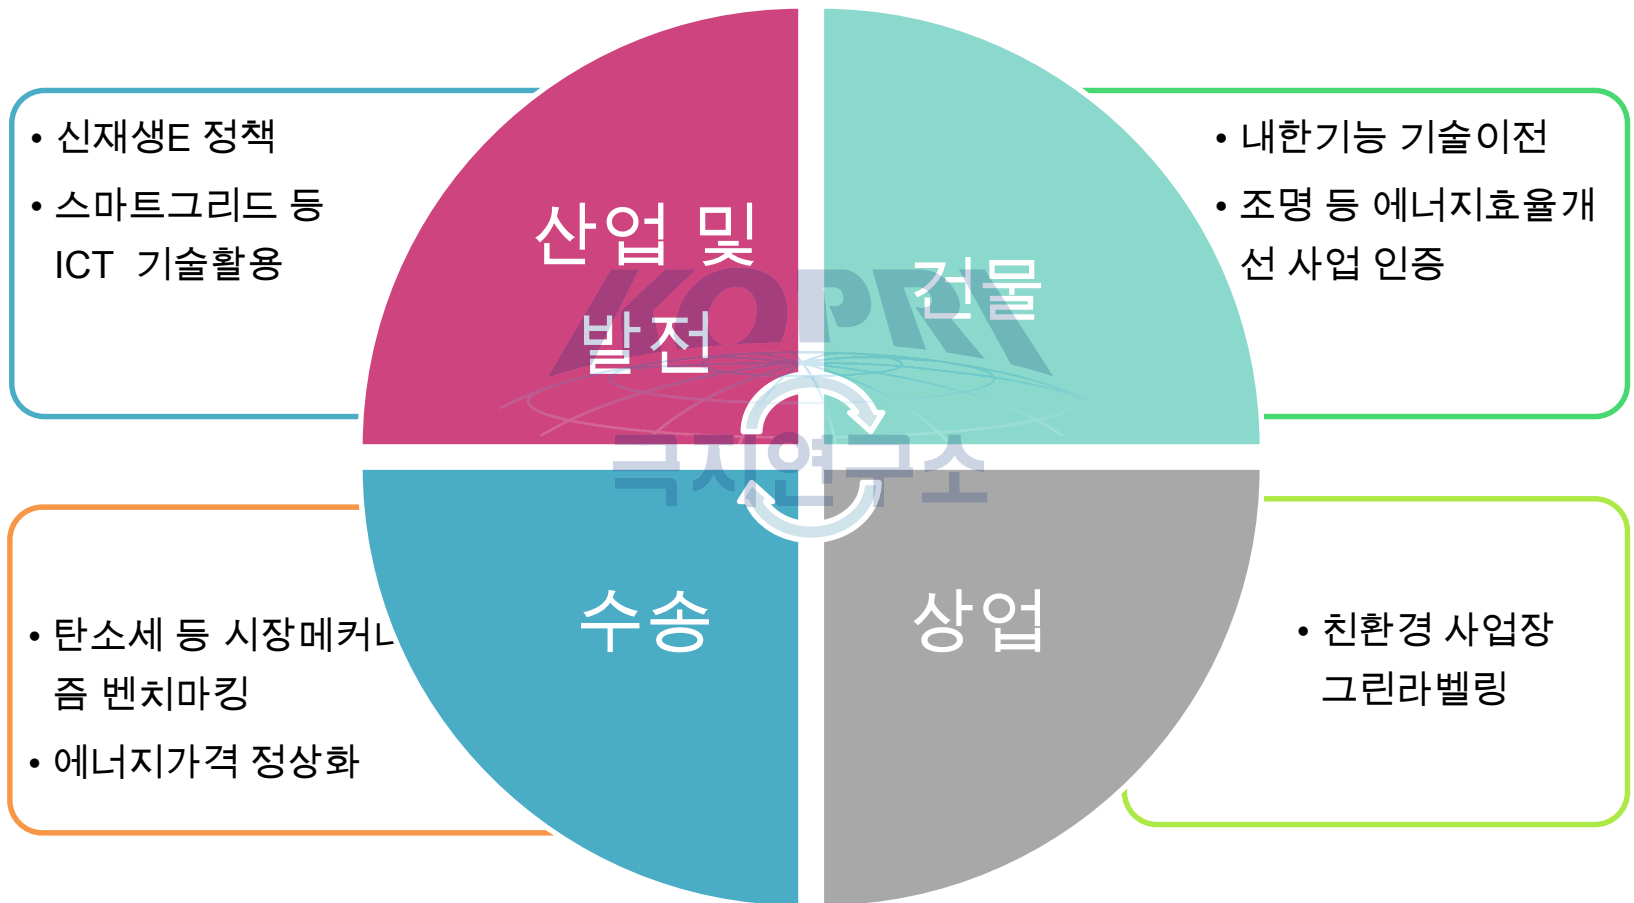 • 신재생E 정책
• 스마트그리드 등
ICT 기술활용
산업 및
발전
건물
• 내한기능 기술이전
• 조명 등 에너지효율개
선 사업 인증
KOPRI
극지연구소
• 탄소세 등 시장메커니
즘 벤치마킹
• 에너지가격 정상화
수송
상업
• 친환경 사업장
그린라벨링